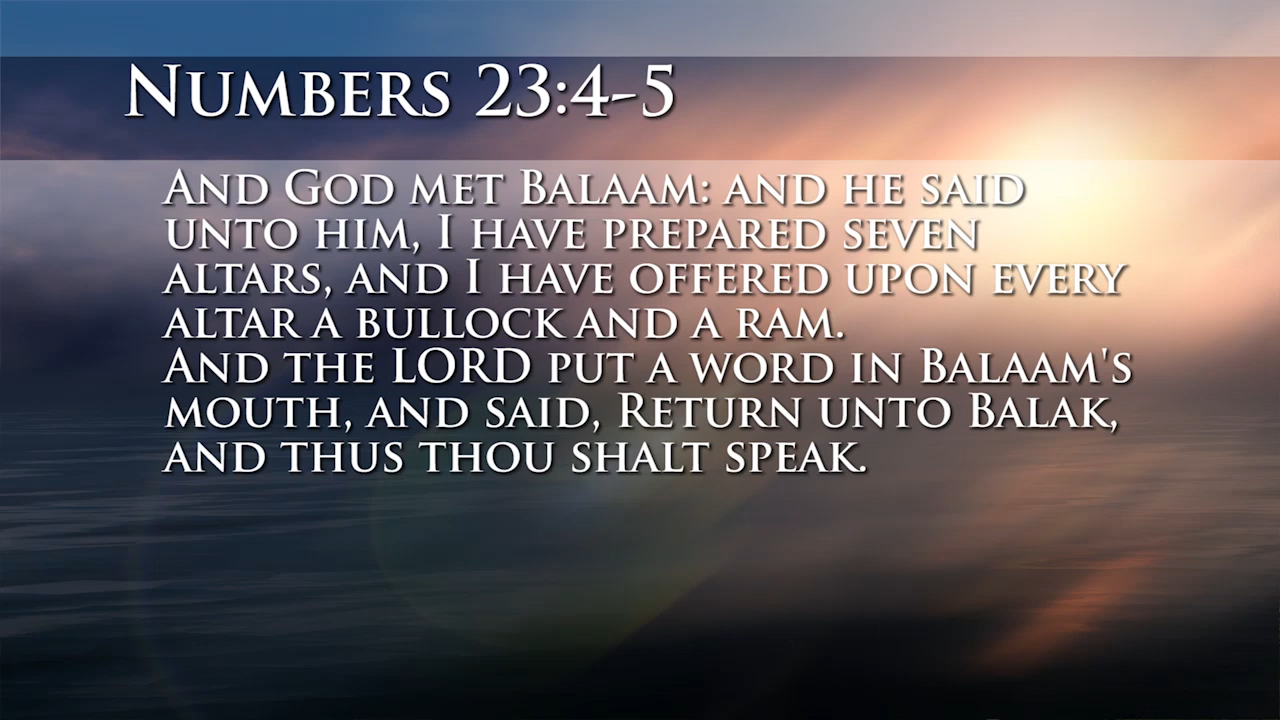 Numbers 23:4-5
And God met Balaam: and he said
unto him, I have prepared seven
altars, and I have offered upon every
altar a bullock and a ram.
And the LORD put a word in Balaam's
mouth, and said, Return unto Balak,
and thus thou shalt speak.